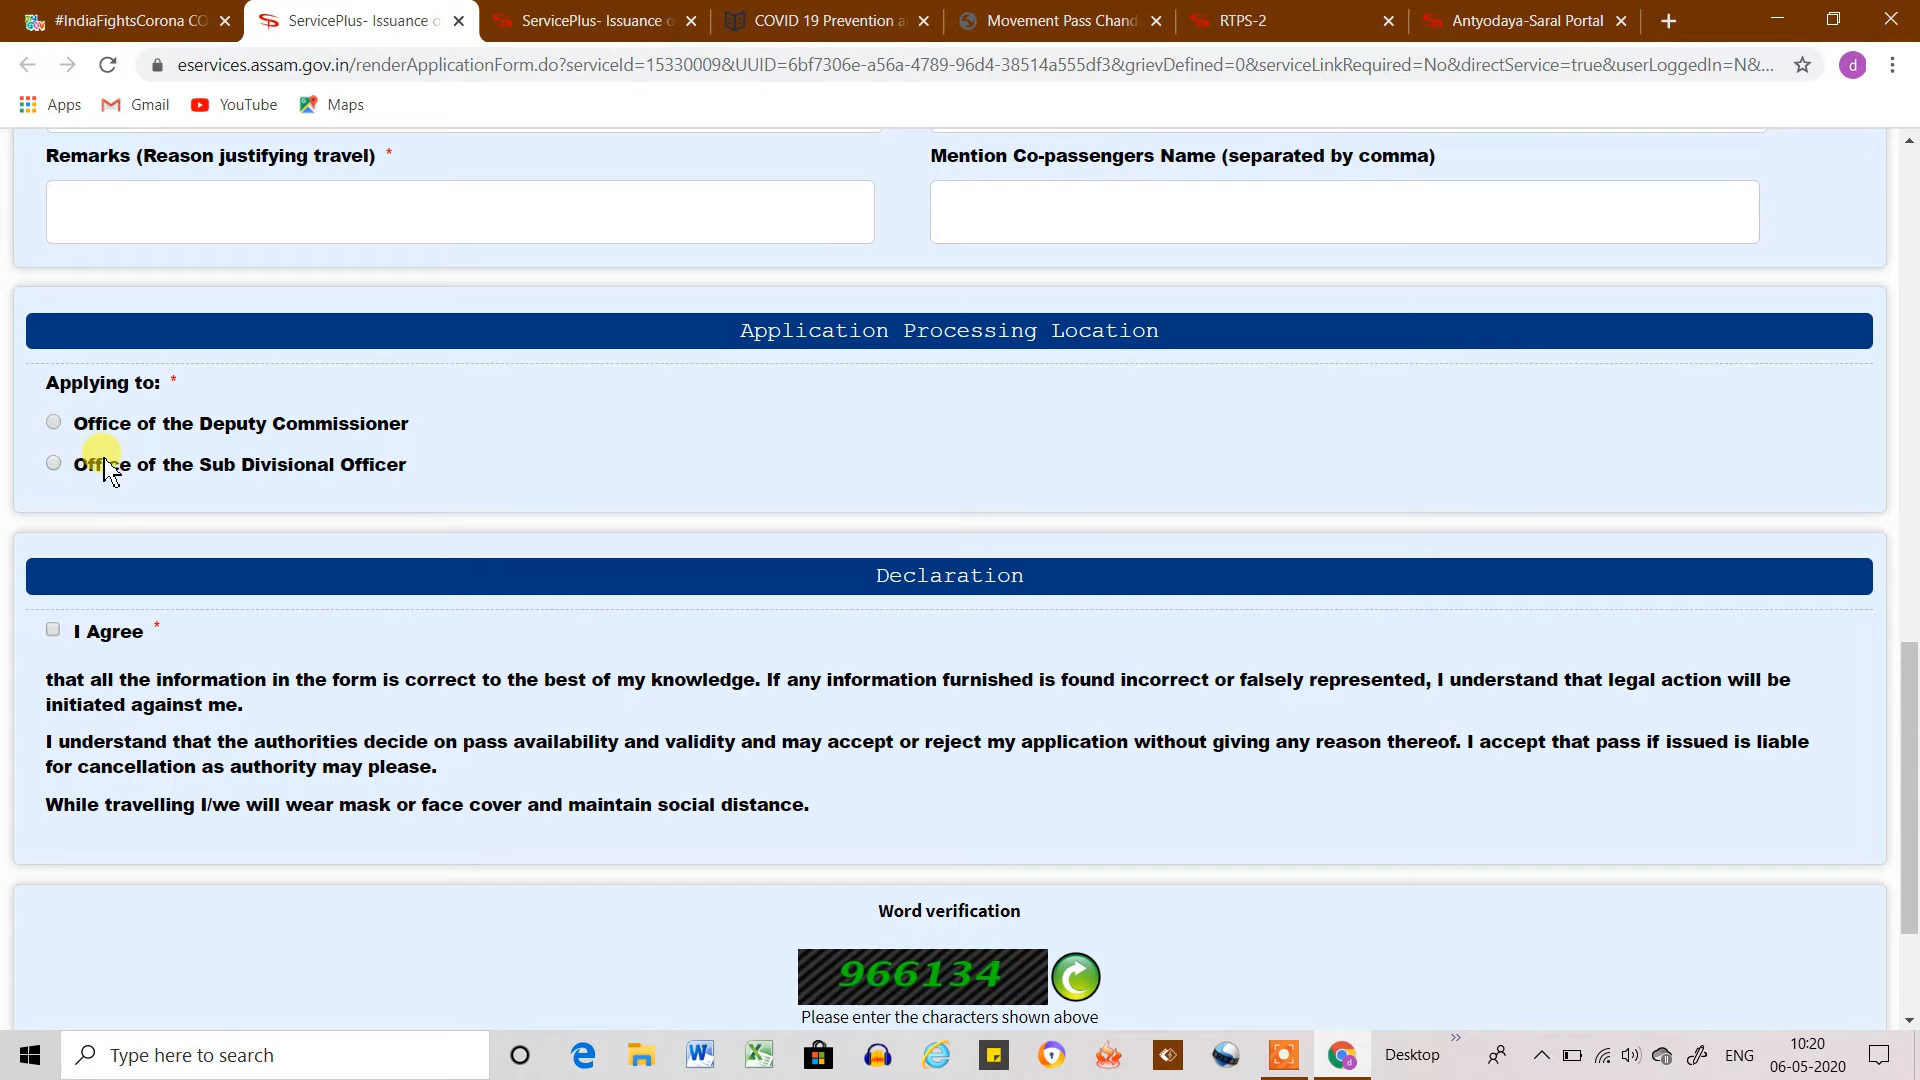 #IndiaFightsCorona CO
ServicePlus- Issuance o
ServicePlus- Issuance o
COVID 19 Prevention a
Movement Pass Chand
RTPS-2
Antyodaya-Saral Portal
eservices.assam.gov.in/renderApplicationForm.do?serviceId=15330009&UUID=6bf7306e-a56a-4789-96d4-38514a555df3&grievDefined=0&serviceLinkRequired=No&directService=true&userLoggedIn=N&...
d
Apps
Gmail
YouTube
Maps
Remarks (Reason justifying travel) *
Mention Co-passengers Name (separated by comma)
Application Processing Location
Applying to: *
Office of the Deputy Commissioner
Office of the Sub Divisional Officer
Declaration
I Agree *
that all the information in the form is correct to the best of my knowledge. If any information furnished is found incorrect or falsely represented, I understand that legal action will be
initiated against me.
I understand that the authorities decide on pass availability and validity and may accept or reject my application without giving any reason thereof. I accept that pass if issued is liable
for cancellation as authority may please.
While travelling I/we will wear mask or face cover and maintain social distance.
Word verification
966134
Please enter the characters shown above
Type here to search
Desktop
ENG
10:20
06-05-2020